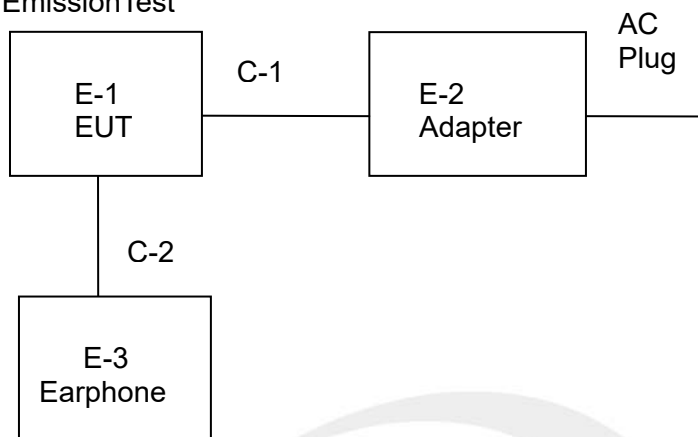 EmissionTest
AC
Plug
C-1
E-1
EUT
E-2
Adapter
C-2
E-3
Earphone